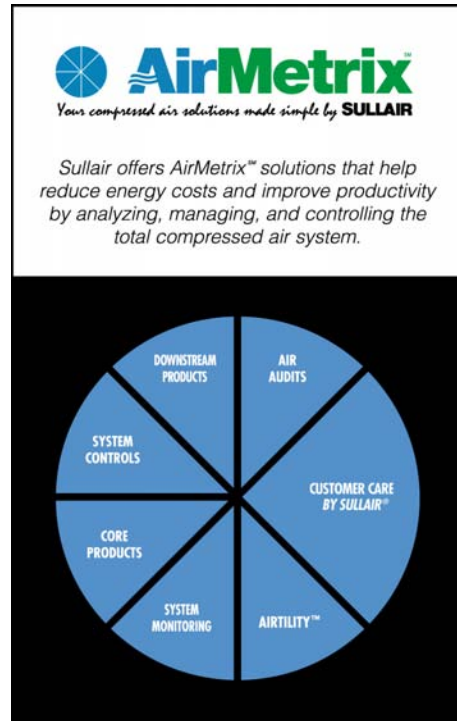 AirMetrix™
Your compressed air solutions made simple by SULLAIR
Sullair offers AirMetrix℠ solutions that help
reduce energy costs and improve productivity
by analyzing, managing, and controlling the
total compressed air system.
DOWNSTREAM
PRODUCTS
AIR
AUDITS
SYSTEM
CONTROLS
CUSTOMER CARE
BY SULLAIR®
CORE
PRODUCTS
SYSTEM
MONITORING
AIRTILITY™